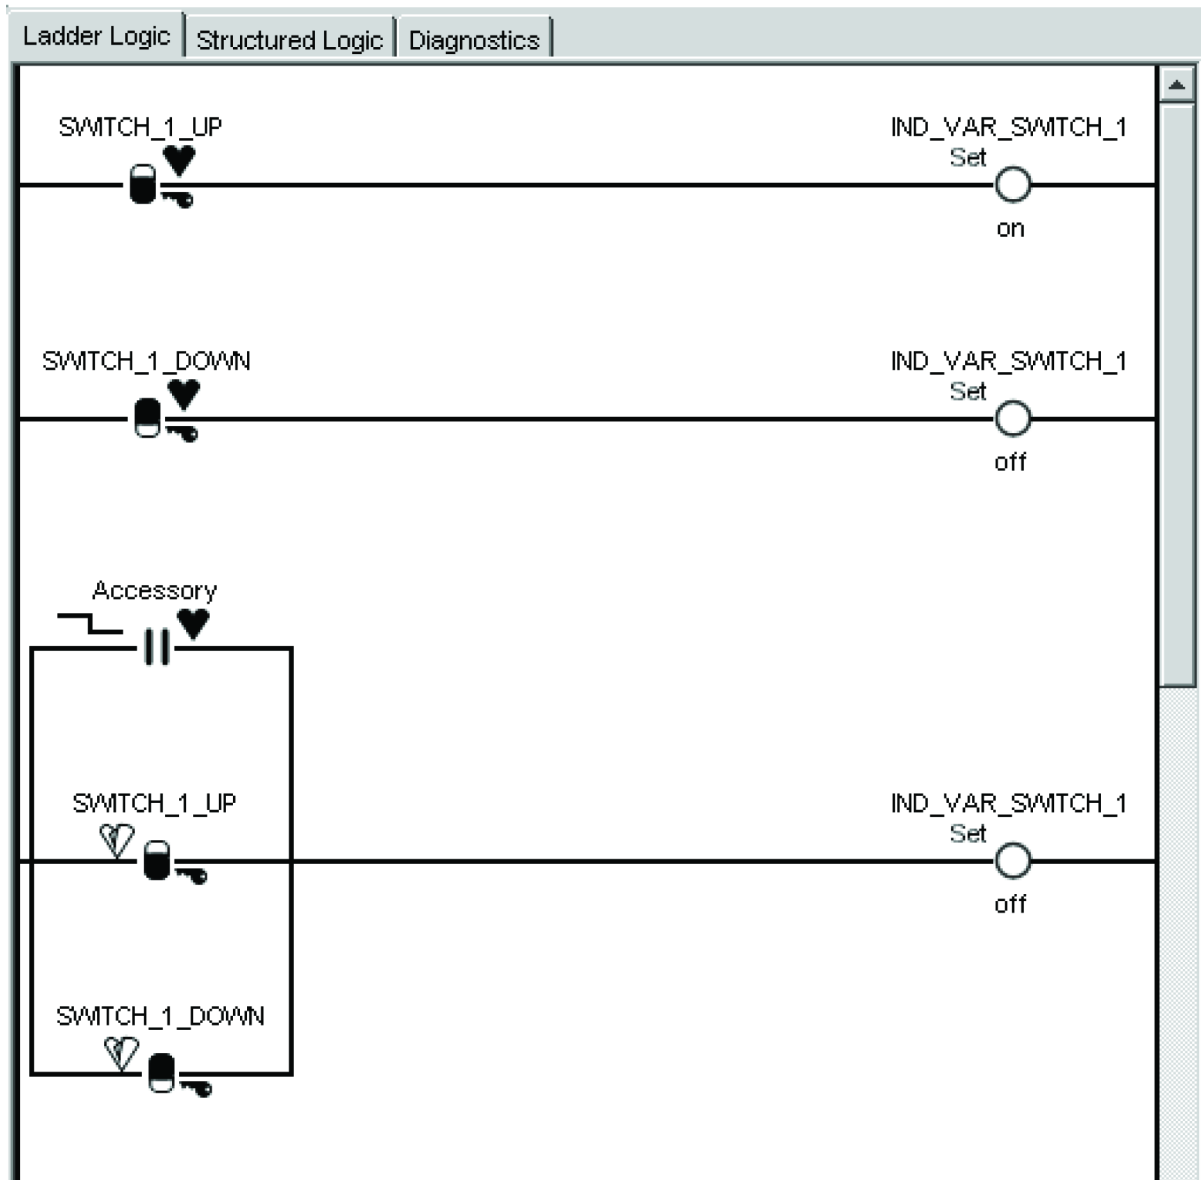 Ladder Logic Structured Logic Diagnostics
SWITCH_1_UP IND_VAR_SWITCH_1
Set
on
SWITCH_1_DOWN IND_VAR_SWITCH_1
Set
off
Accessory
SWITCH_1_UP IND_VAR_SWITCH_1
Set
off
SWITCH_1_DOWN